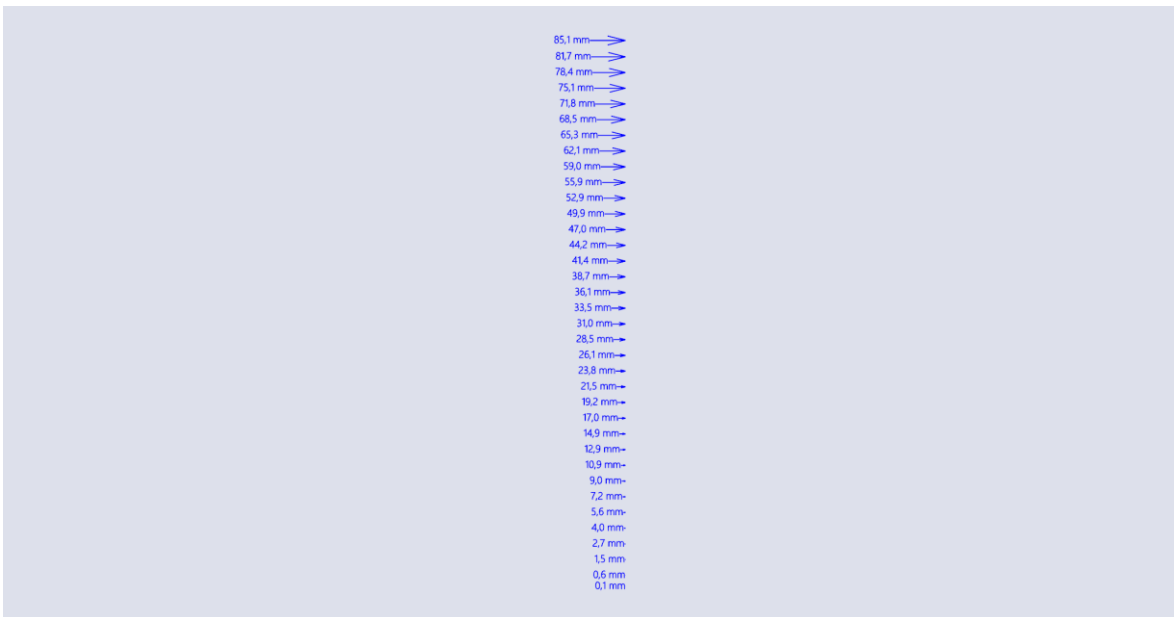 85,1 mm
81,7 mm
78,4 mm
75,1 mm
71,8 mm
68,5 mm
65,3 mm
62,1 mm
59,0 mm
55,9 mm
52,9 mm
49,9 mm
47,0 mm
44,2 mm
41,4 mm
38,7 mm
36,1 mm
33,5 mm
31,0 mm
28,5 mm
26,1 mm
23,8 mm
21,5 mm
19,2 mm
17,0 mm
14,9 mm
12,9 mm
10,9 mm
9,0 mm
7,2 mm
5,6 mm
4,0 mm
2,7 mm
1,5 mm
0,6 mm
0,1 mm